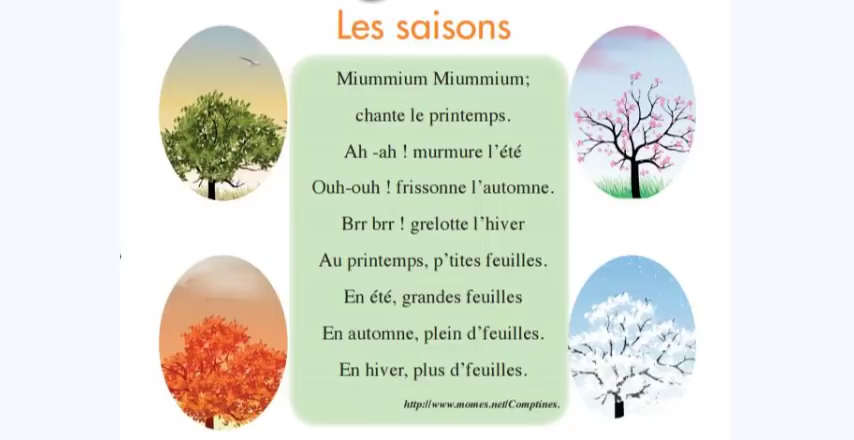 Les saisons
Miummium Miummium;
chante le printemps.
Ah -ah ! murmure l'été
Ouh-ouh ! frissonne l'automne.
Brr brr ! grelotte l'hiver
Au printemps, p'tites feuilles.
En été, grandes feuilles
En automne, plein d'feuilles.
En hiver, plus d'feuilles.
http://www.momes.net/Comptines.